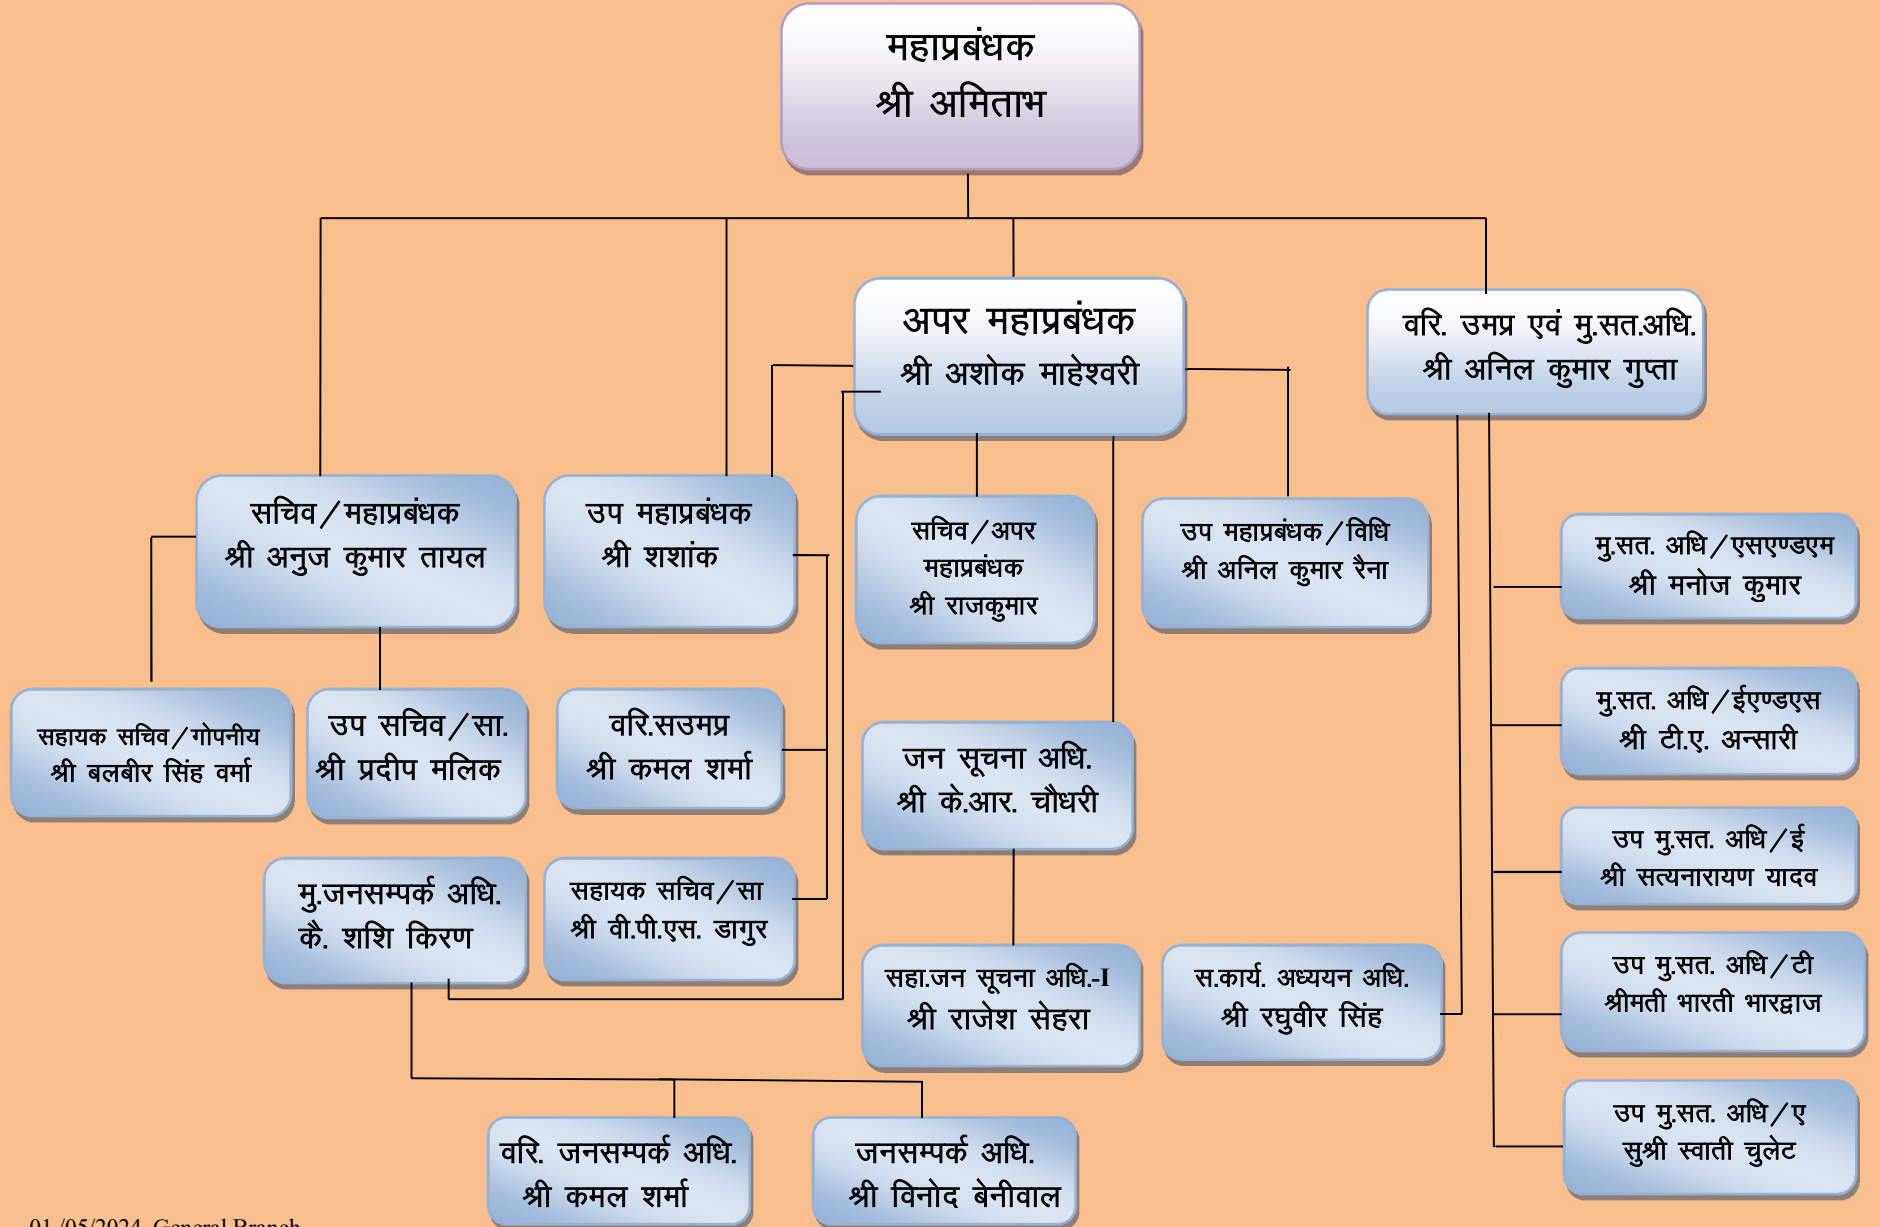 महाप्रबंधक
श्री अमिताभ
अपर महाप्रबंधक
श्री अशोक माहेश्वरी
वरि. उमप्र एवं मु.सत.अधि.
श्री अनिल कुमार गुप्ता
सचिव/महाप्रबंधक
श्री अनुज कुमार तायल
उप महाप्रबंधक
श्री शशांक
सचिव/अपर
महाप्रबंधक
श्री राजकुमार
उप महाप्रबंधक/विधि
श्री अनिल कुमार रैना
मु.सत. अधि/एसएण्डएम
श्री मनोज कुमार
सहायक सचिव/गोपनीय
श्री बलबीर सिंह वर्मा
उप सचिव/सा.
श्री प्रदीप मलिक
वरि.सउमप्र
श्री कमल शर्मा
जन सूचना अधि.
श्री के.आर. चौधरी
मु.सत. अधि/ईएण्डएस
श्री टी.ए. अन्सारी
उप मु.सत. अधि/ई
श्री सत्यनारायण यादव
मु.जनसम्पर्क अधि.
कै. शशि किरण
सहायक सचिव/सा
श्री वी.पी.एस. डागुर
सहा.जन सूचना अधि.-I
श्री राजेश सेहरा
स.कार्य. अध्ययन अधि.
श्री रघुवीर सिंह
उप मु.सत. अधि/टी
श्रीमती भारती भारद्वाज
उप मु.सत. अधि/ए
सुश्री स्वाती चुलेट
वरि. जनसम्पर्क अधि.
श्री कमल शर्मा
जनसम्पर्क अधि.
श्री विनोद बेनीवाल
01 /05/2024 General Branch